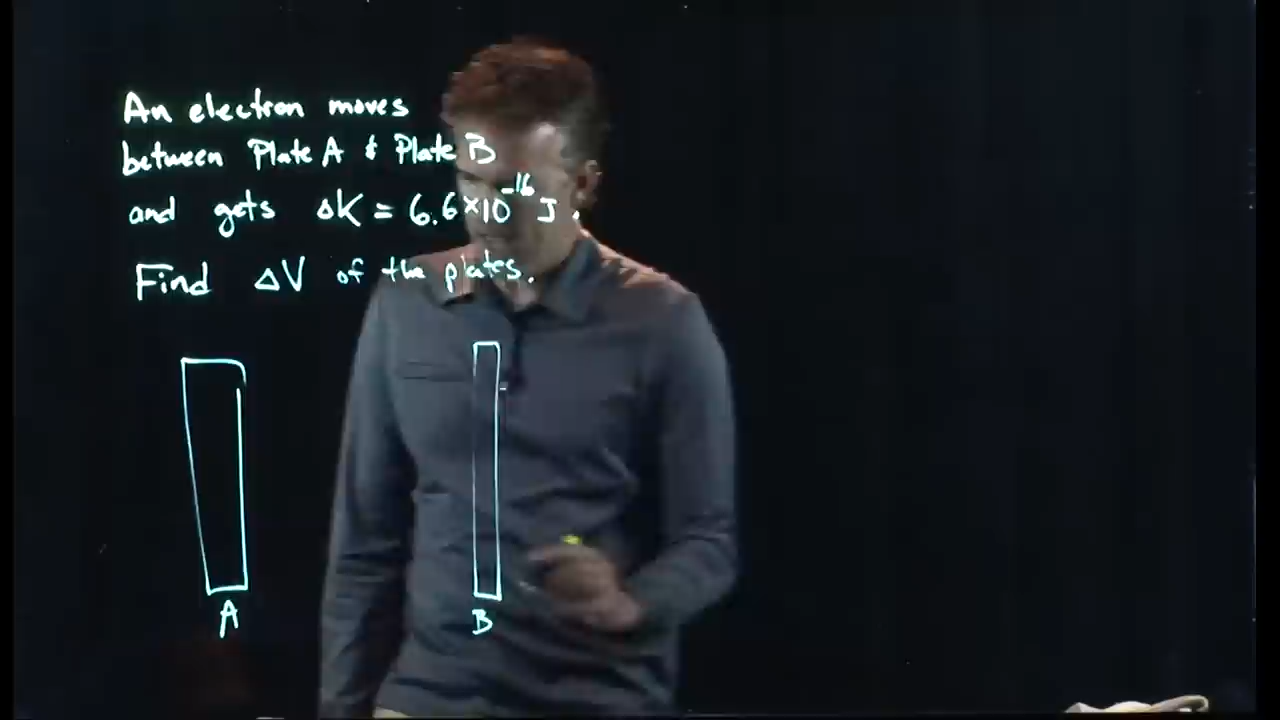 An electron moves
between Plate A & Plate B
and gets ΔK = 6.6×10⁻¹⁶ J.
Find ΔV of the plates.
A
B